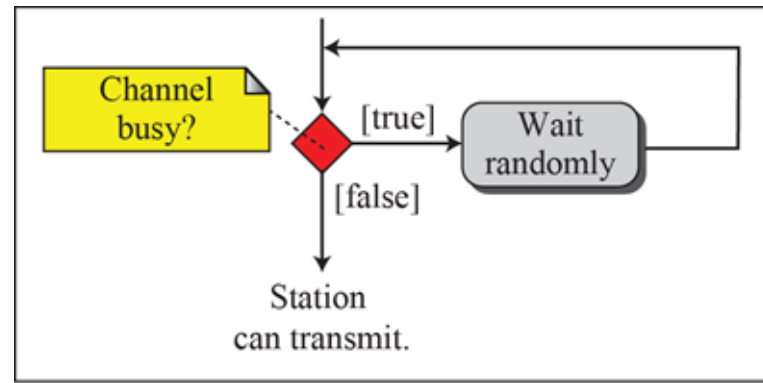 Channel
busy?
[true]
Wait
randomly
[false]
Station
can transmit.